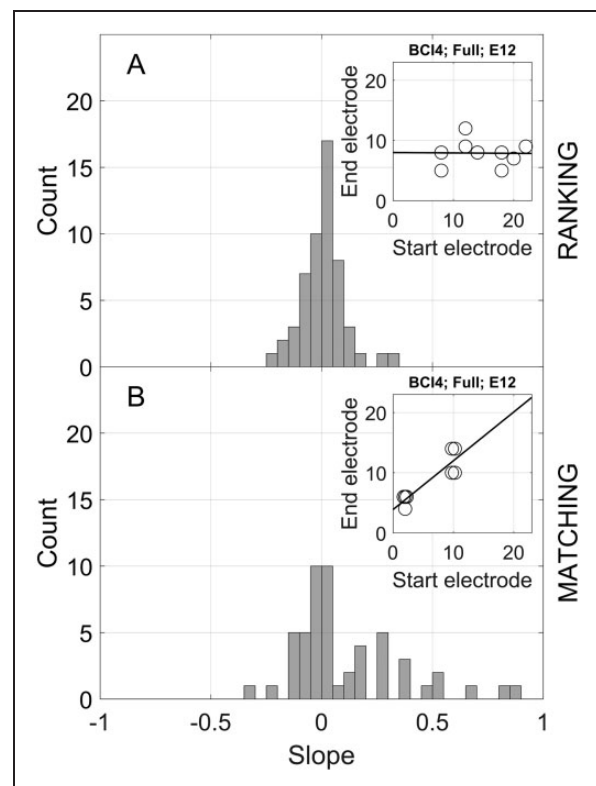 A
BCI4; Full; E12
20
10
0
End electrode
0 10 20
Start electrode
20
15
10
5
0
Count
RANKING
B
BCI4; Full; E12
20
10
0
End electrode
0 10 20
Start electrode
20
15
10
5
0
Count
MATCHING
-1 -0.5 0 0.5 1
Slope